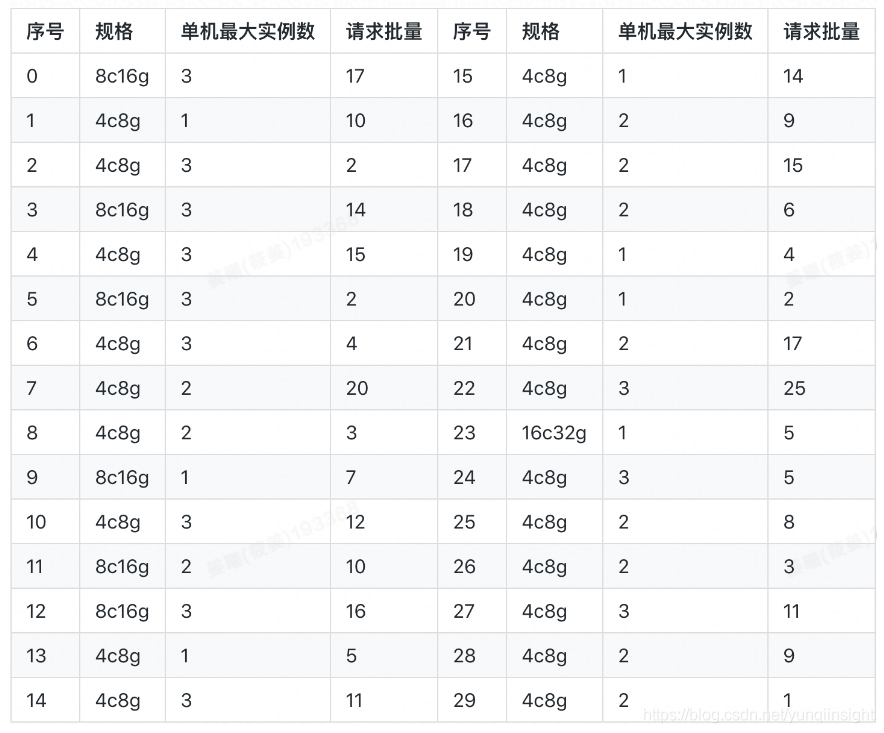 序号 规格 单机最大实例数 请求批量 序号 规格 单机最大实例数 请求批量
0 8c16g 3 17 15 4c8g 1 14
1 4c8g 1 10 16 4c8g 2 9
2 4c8g 3 2 17 4c8g 2 15
3 8c16g 3 14 18 4c8g 2 6
4 4c8g 3 15 19 4c8g 1 4
5 8c16g 3 2 20 4c8g 1 2
6 4c8g 3 4 21 4c8g 2 17
7 4c8g 2 20 22 4c8g 3 25
8 4c8g 2 3 23 16c32g 1 5
9 8c16g 1 7 24 4c8g 3 5
10 4c8g 3 12 25 4c8g 2 8
11 8c16g 2 10 26 4c8g 2 3
12 8c16g 3 16 27 4c8g 3 11
13 4c8g 1 5 28 4c8g 2 9
14 4c8g 3 11 29 4c8g 2 1
https://blog.csdn.net/yunqiinsight